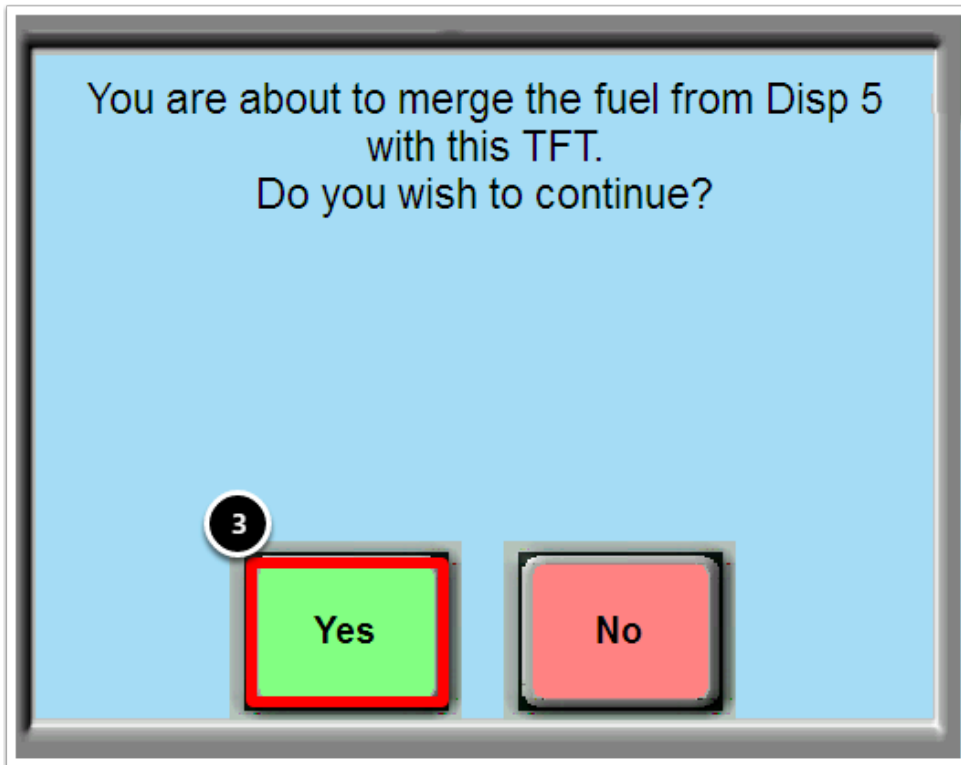 You are about to merge the fuel from Disp 5
with this TFT.
Do you wish to continue?
3
Yes
No